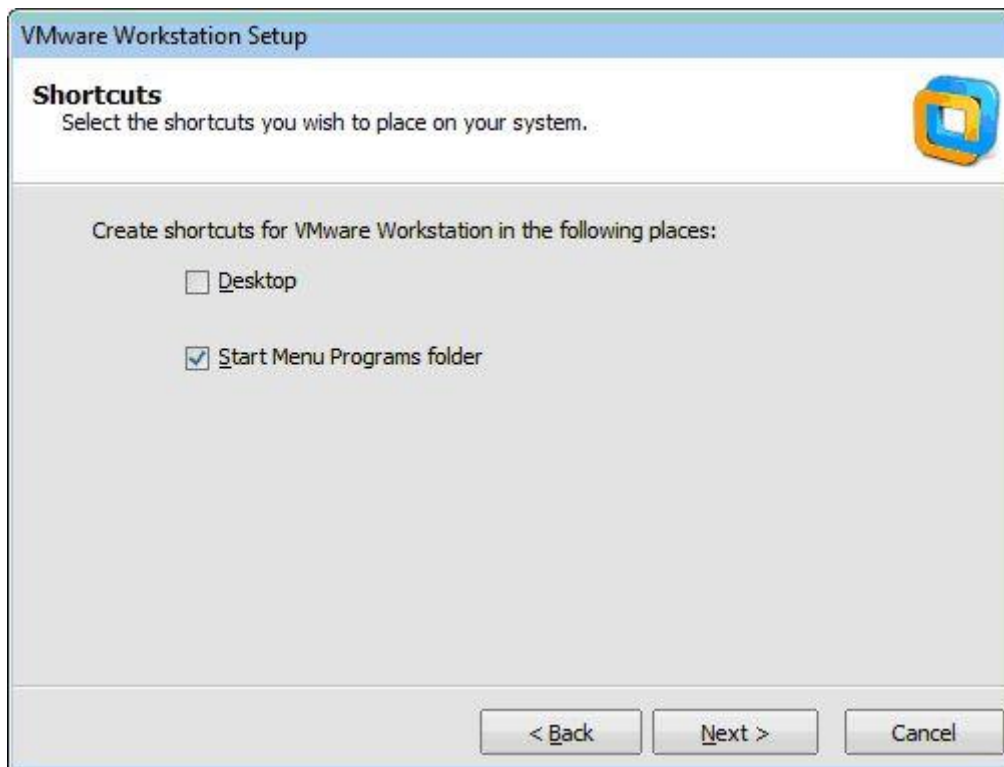 VMware Workstation Setup
Shortcuts
Select the shortcuts you wish to place on your system.
Create shortcuts for VMware Workstation in the following places:
Desktop
Start Menu Programs folder
< Back
Next >
Cancel